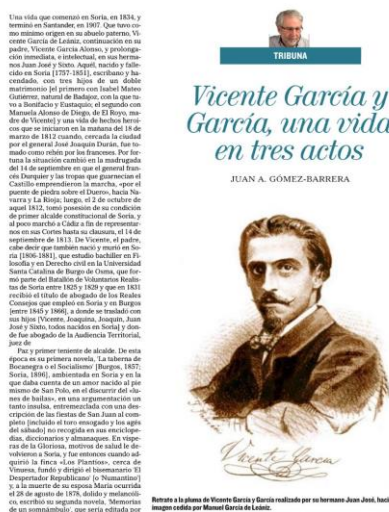 Una vida que comenzó en Soria, en 1834, y
terminó en Santander, en 1907. Que tuvo co-
mo mínimo origen en su abuelo paterno, Vi-
cente García de Leániz, continuación en su
padre, Vicente García Alonso, y prolonga-
ción inmediata, e intelectual, en sus herma-
nos Juan José y Sixto. Aquél, nacido y falle-
cido en Soria [1757-1851], escribano y ha-
cendado, con tres hijos de un doble
matrimonio [el primero con Isabel Mateo
Gutiérrez, natural de Badajoz, con la que tu-
vo a Bonifacio y Eustaquio; el segundo con
Manuela Alonso de Diego, de El Royo, ma-
dre de Vicente] y una vida de hechos heroi-
cos que se iniciaron en la mañana del 18 de
marzo de 1812 cuando, cercada la ciudad
por el general José Joaquín Durán, fue to-
mado como rehén por los franceses. Por for-
tuna la situación cambió en la madrugada
del 14 de septiembre en que el general fran-
cés Duvquier y las tropas que guarnecían el
Castillo emprendieron la marcha, «por el
puente de piedra sobre el Duero», hacia Na-
varra y La Rioja; luego, el 2 de octubre de
aquel 1812, tomó posesión de su condición
de primer alcalde constitucional de Soria, y
al poco marchó a Cádiz a fin de representar-
nos en sus Cortes hasta su clausura, el 14 de
septiembre de 1813. De Vicente, el padre,
cabe decir que también nació y murió en So-
ria [1806-1881], que estudió bachiller en Fi-
losofía y en Derecho civil en la Universidad
Santa Catalina de Burgo de Osma, que for-
mó parte del Batallón de Voluntarios Realis-
tas de Soria entre 1825 y 1829 y que en 1831
recibió el título de abogado de los Reales
Consejos que empleó en Soria y en Burgos
[entre 1845 y 1866], a donde se trasladó con
sus hijos [Vicente, Joaquina, Joaquín, Juan
José y Sixto, todos nacidos en Soria] y don-
de fue abogado de la Audiencia Territorial,
juez de
Paz y primer teniente de alcalde. De esta
época es su primera novela, 'La taberna de
Bocanegra o el Socialismo' [Burgos, 1857;
Soria, 1896], ambientada en Soria y en la
que daba cuenta de un amor nacido al pie
mismo de San Polo, en el discurrir del «lu-
nes de bailas», en una argumentación un
tanto insulsa, entremezclada con una des-
cripción de las fiestas de San Juan al com-
pleto [incluido el toro ensogado y los agés
del sábado] no recogida en sus enciclope-
dias, diccionarios y almanaques. En víspe-
ras de la Gloriosa, motivos de salud le de-
volvieron a Soria, y fue entonces cuando ad-
quirió la finca «Los Plantíos», cerca de
Vinuesa, fundó y dirigió el bisemanario 'El
Despertador Republicano' [o 'Numantino']
y, a la muerte de su esposa María ocurrida
el 28 de agosto de 1878, dolido y melancóli-
co, escribió su segunda novela, 'Memorias
de un somnámbulo', que sería editada por
TRIBUNA
Vicente García y
García, una vida
en tres actos
JUAN A. GÓMEZ-BARRERA
Vicente García
Retrato a la pluma de Vicente García y García realizado por su hermano Juan José, haci
imagen cedida por Manuel García de Leániz.